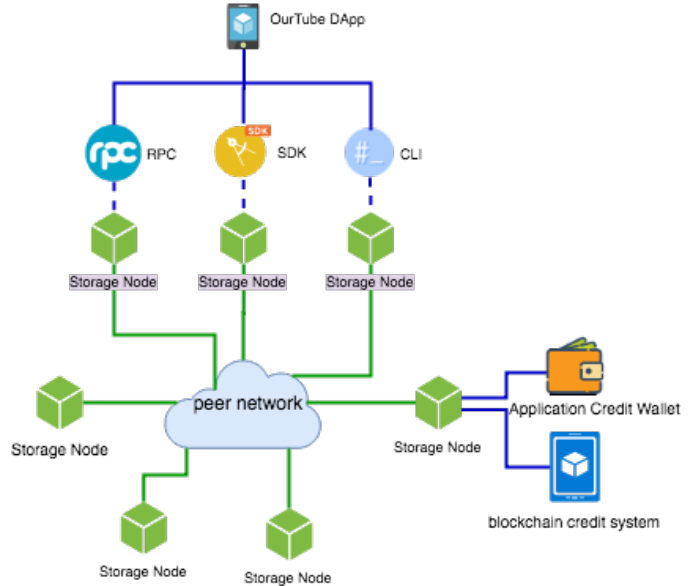 OurTube DApp
rpc
RPC
SDK
SDK
#_
CLI
Storage Node
Storage Node
Storage Node
peer network
Application Credit Wallet
Storage Node
Storage Node
blockchain credit system
Storage Node
Storage Node